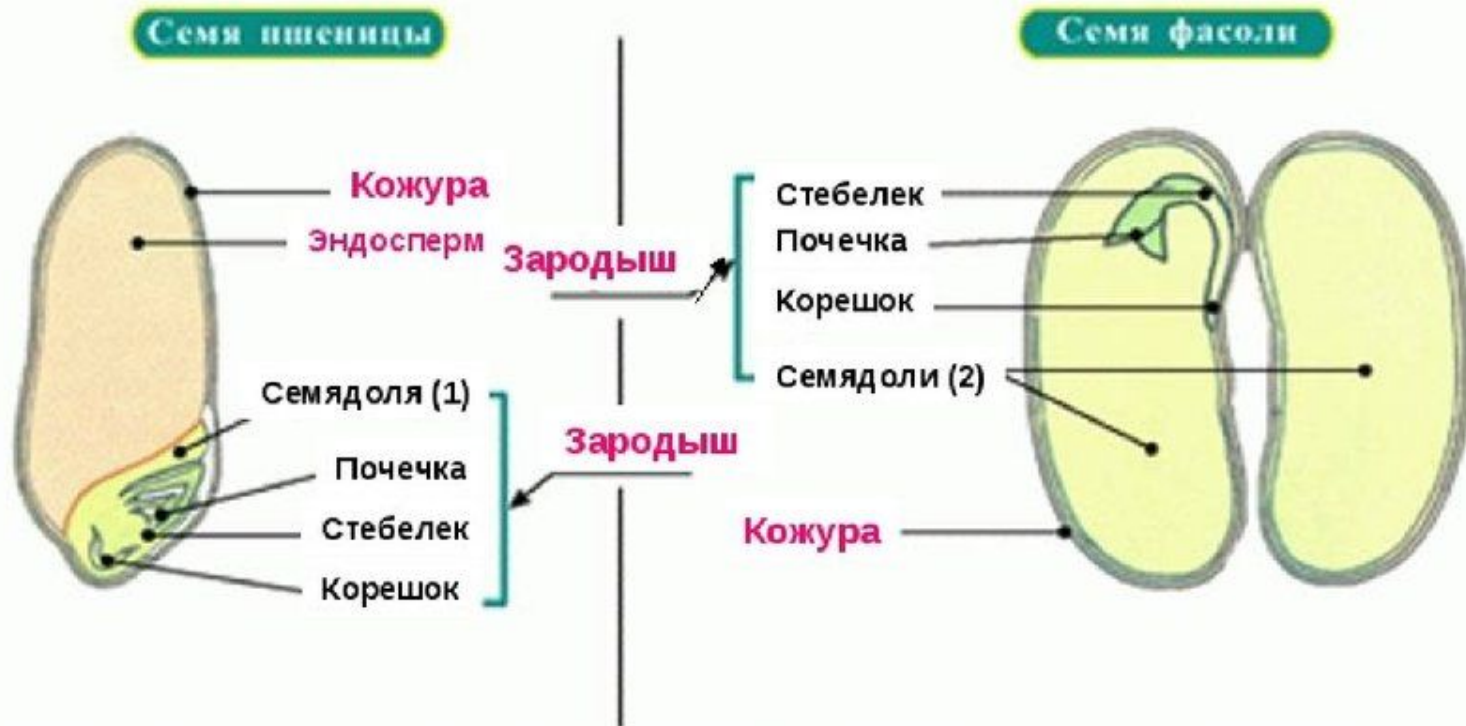 Семя пшеницы
Кожура
Эндосперм
Зародыш
Семядоля (1)
Почечка
Стебелек
Корешок
Семя фасоли
Зародыш
Стебелек
Почечка
Корешок
Семядоли (2)
Кожура